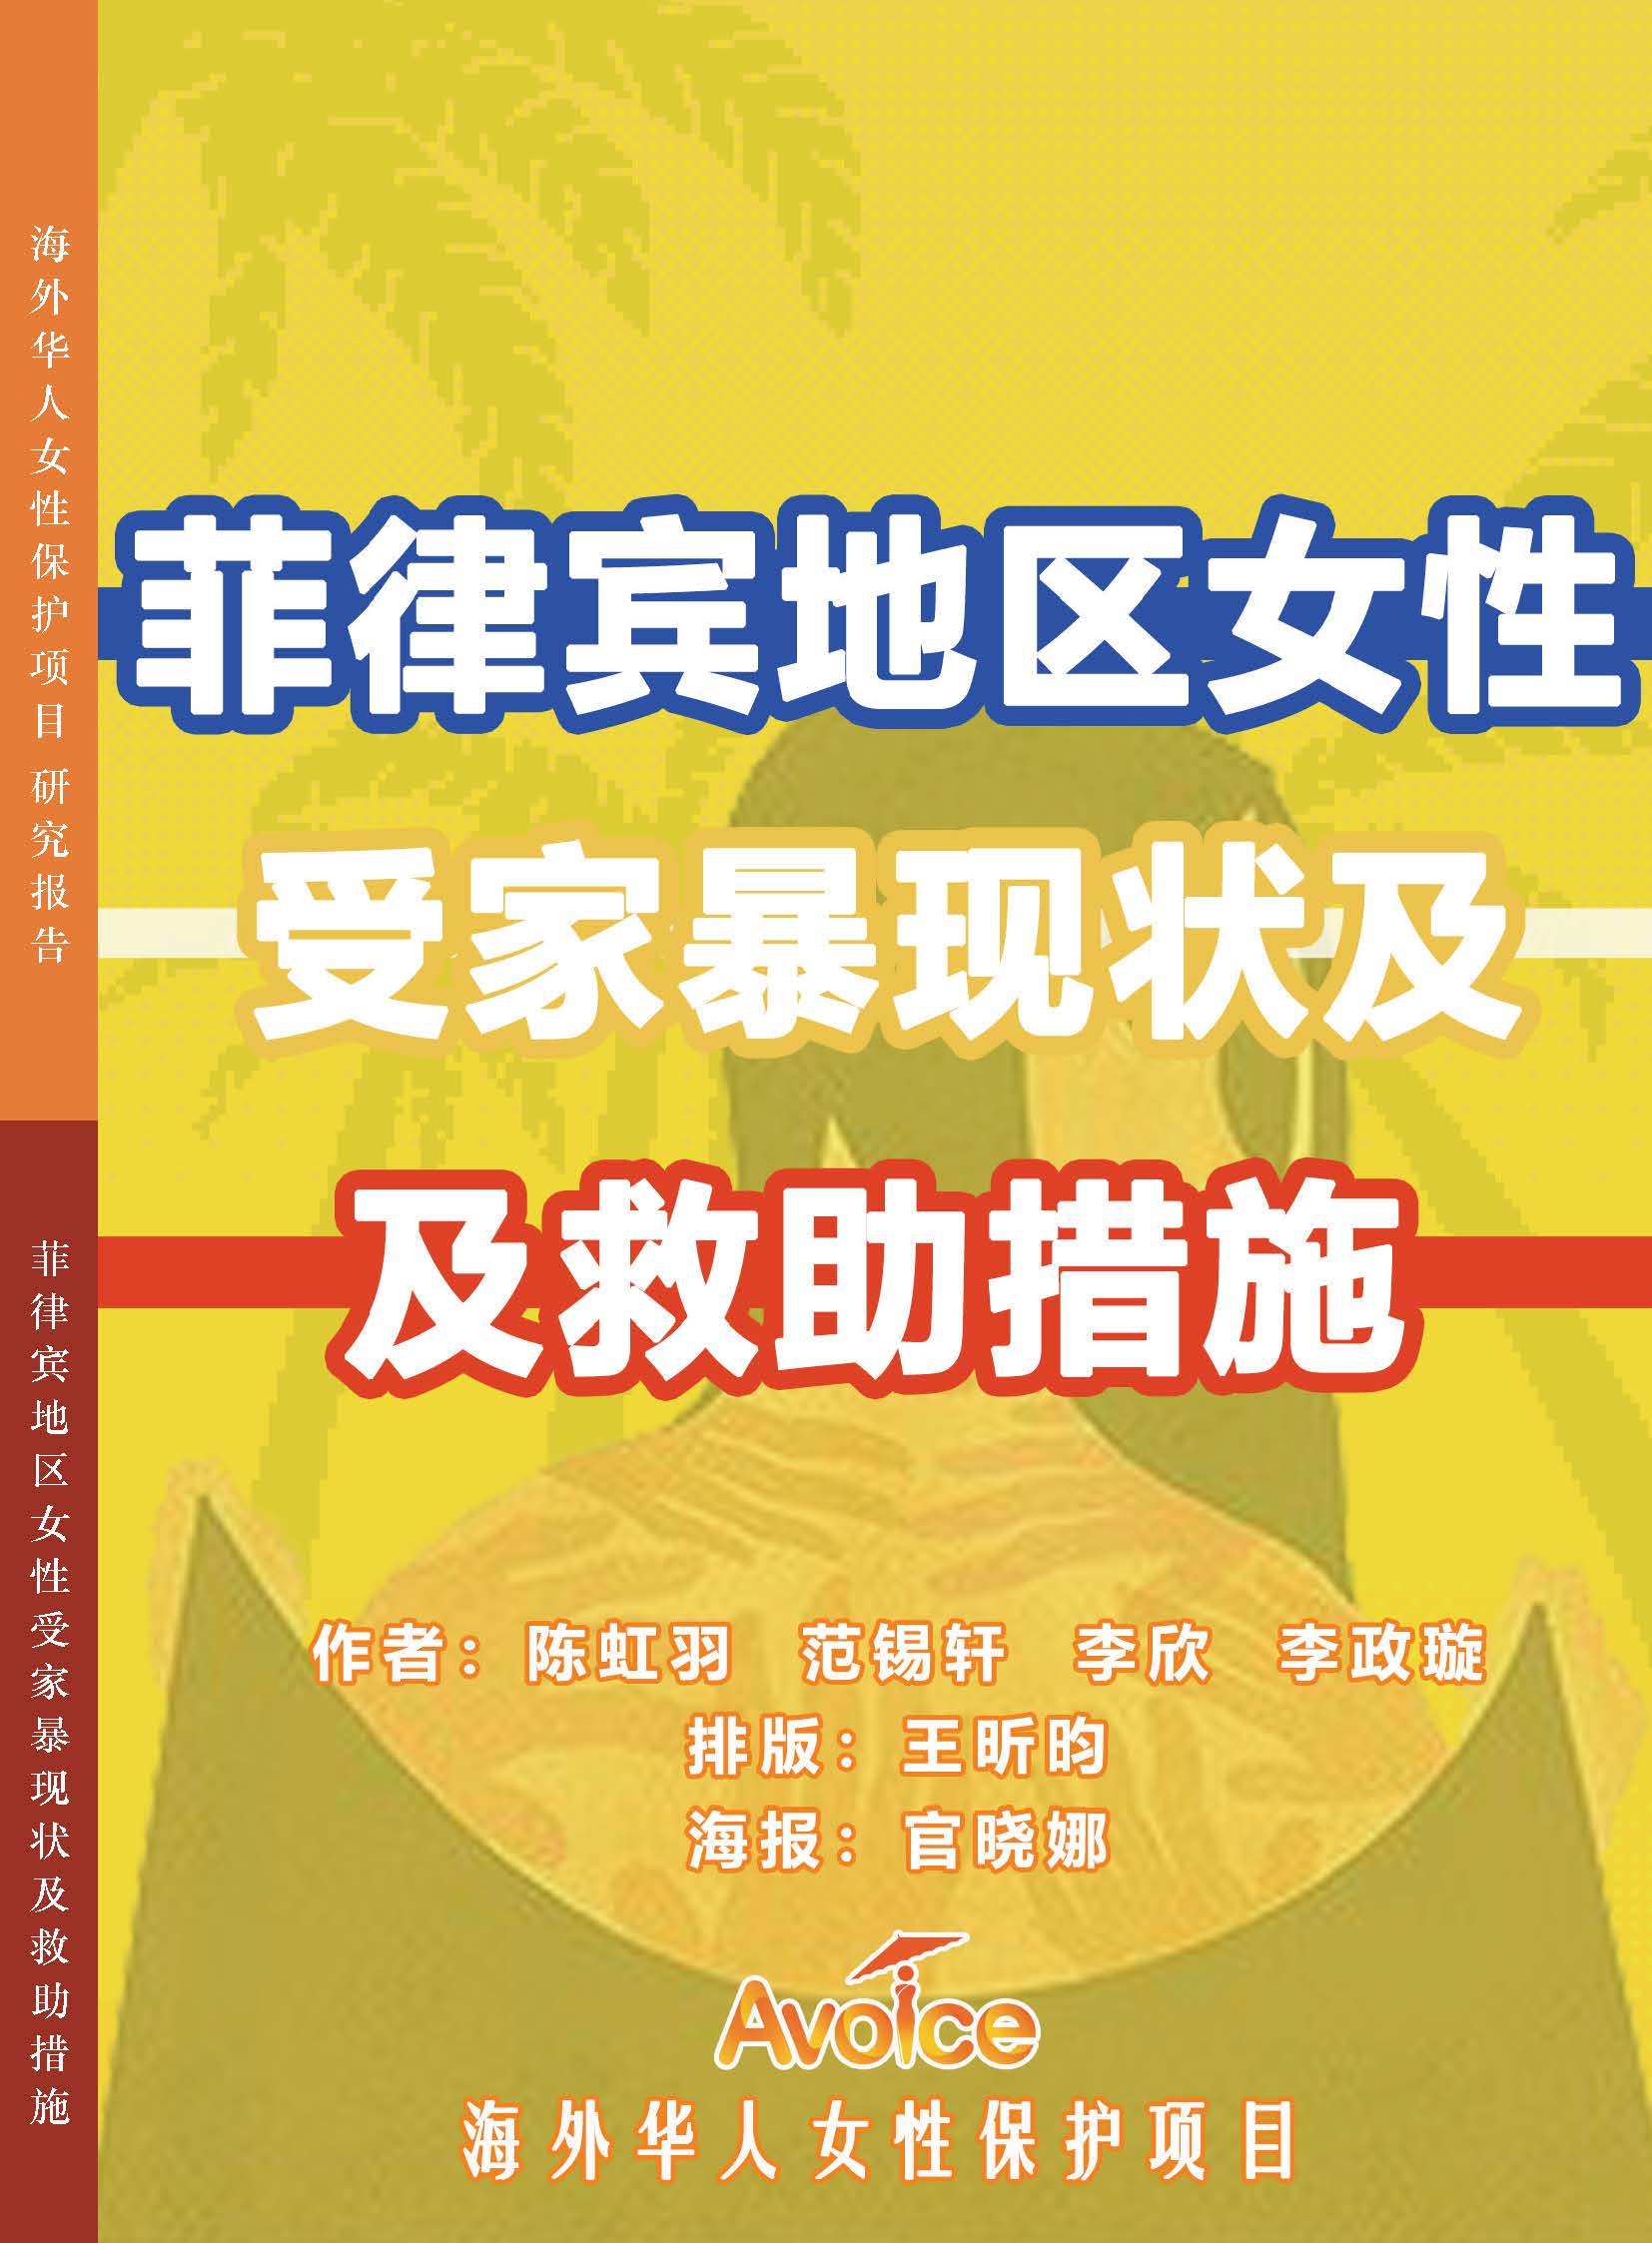 海外华人女性保护项目 研究报告
菲律宾地区女性受家暴现状及救助措施
菲律宾地区女性
受家暴现状及
及救助措施
作者：陈虹羽 范锡轩 李欣 李政璇
排版：王昕昀
海报：官晓娜
Avoice
海外华人女性保护项目